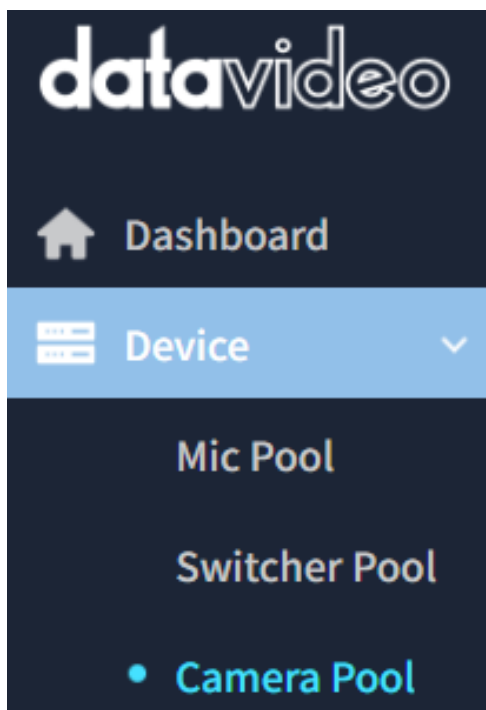 datavideo
Dashboard
Device
Mic Pool
Switcher Pool
Camera Pool